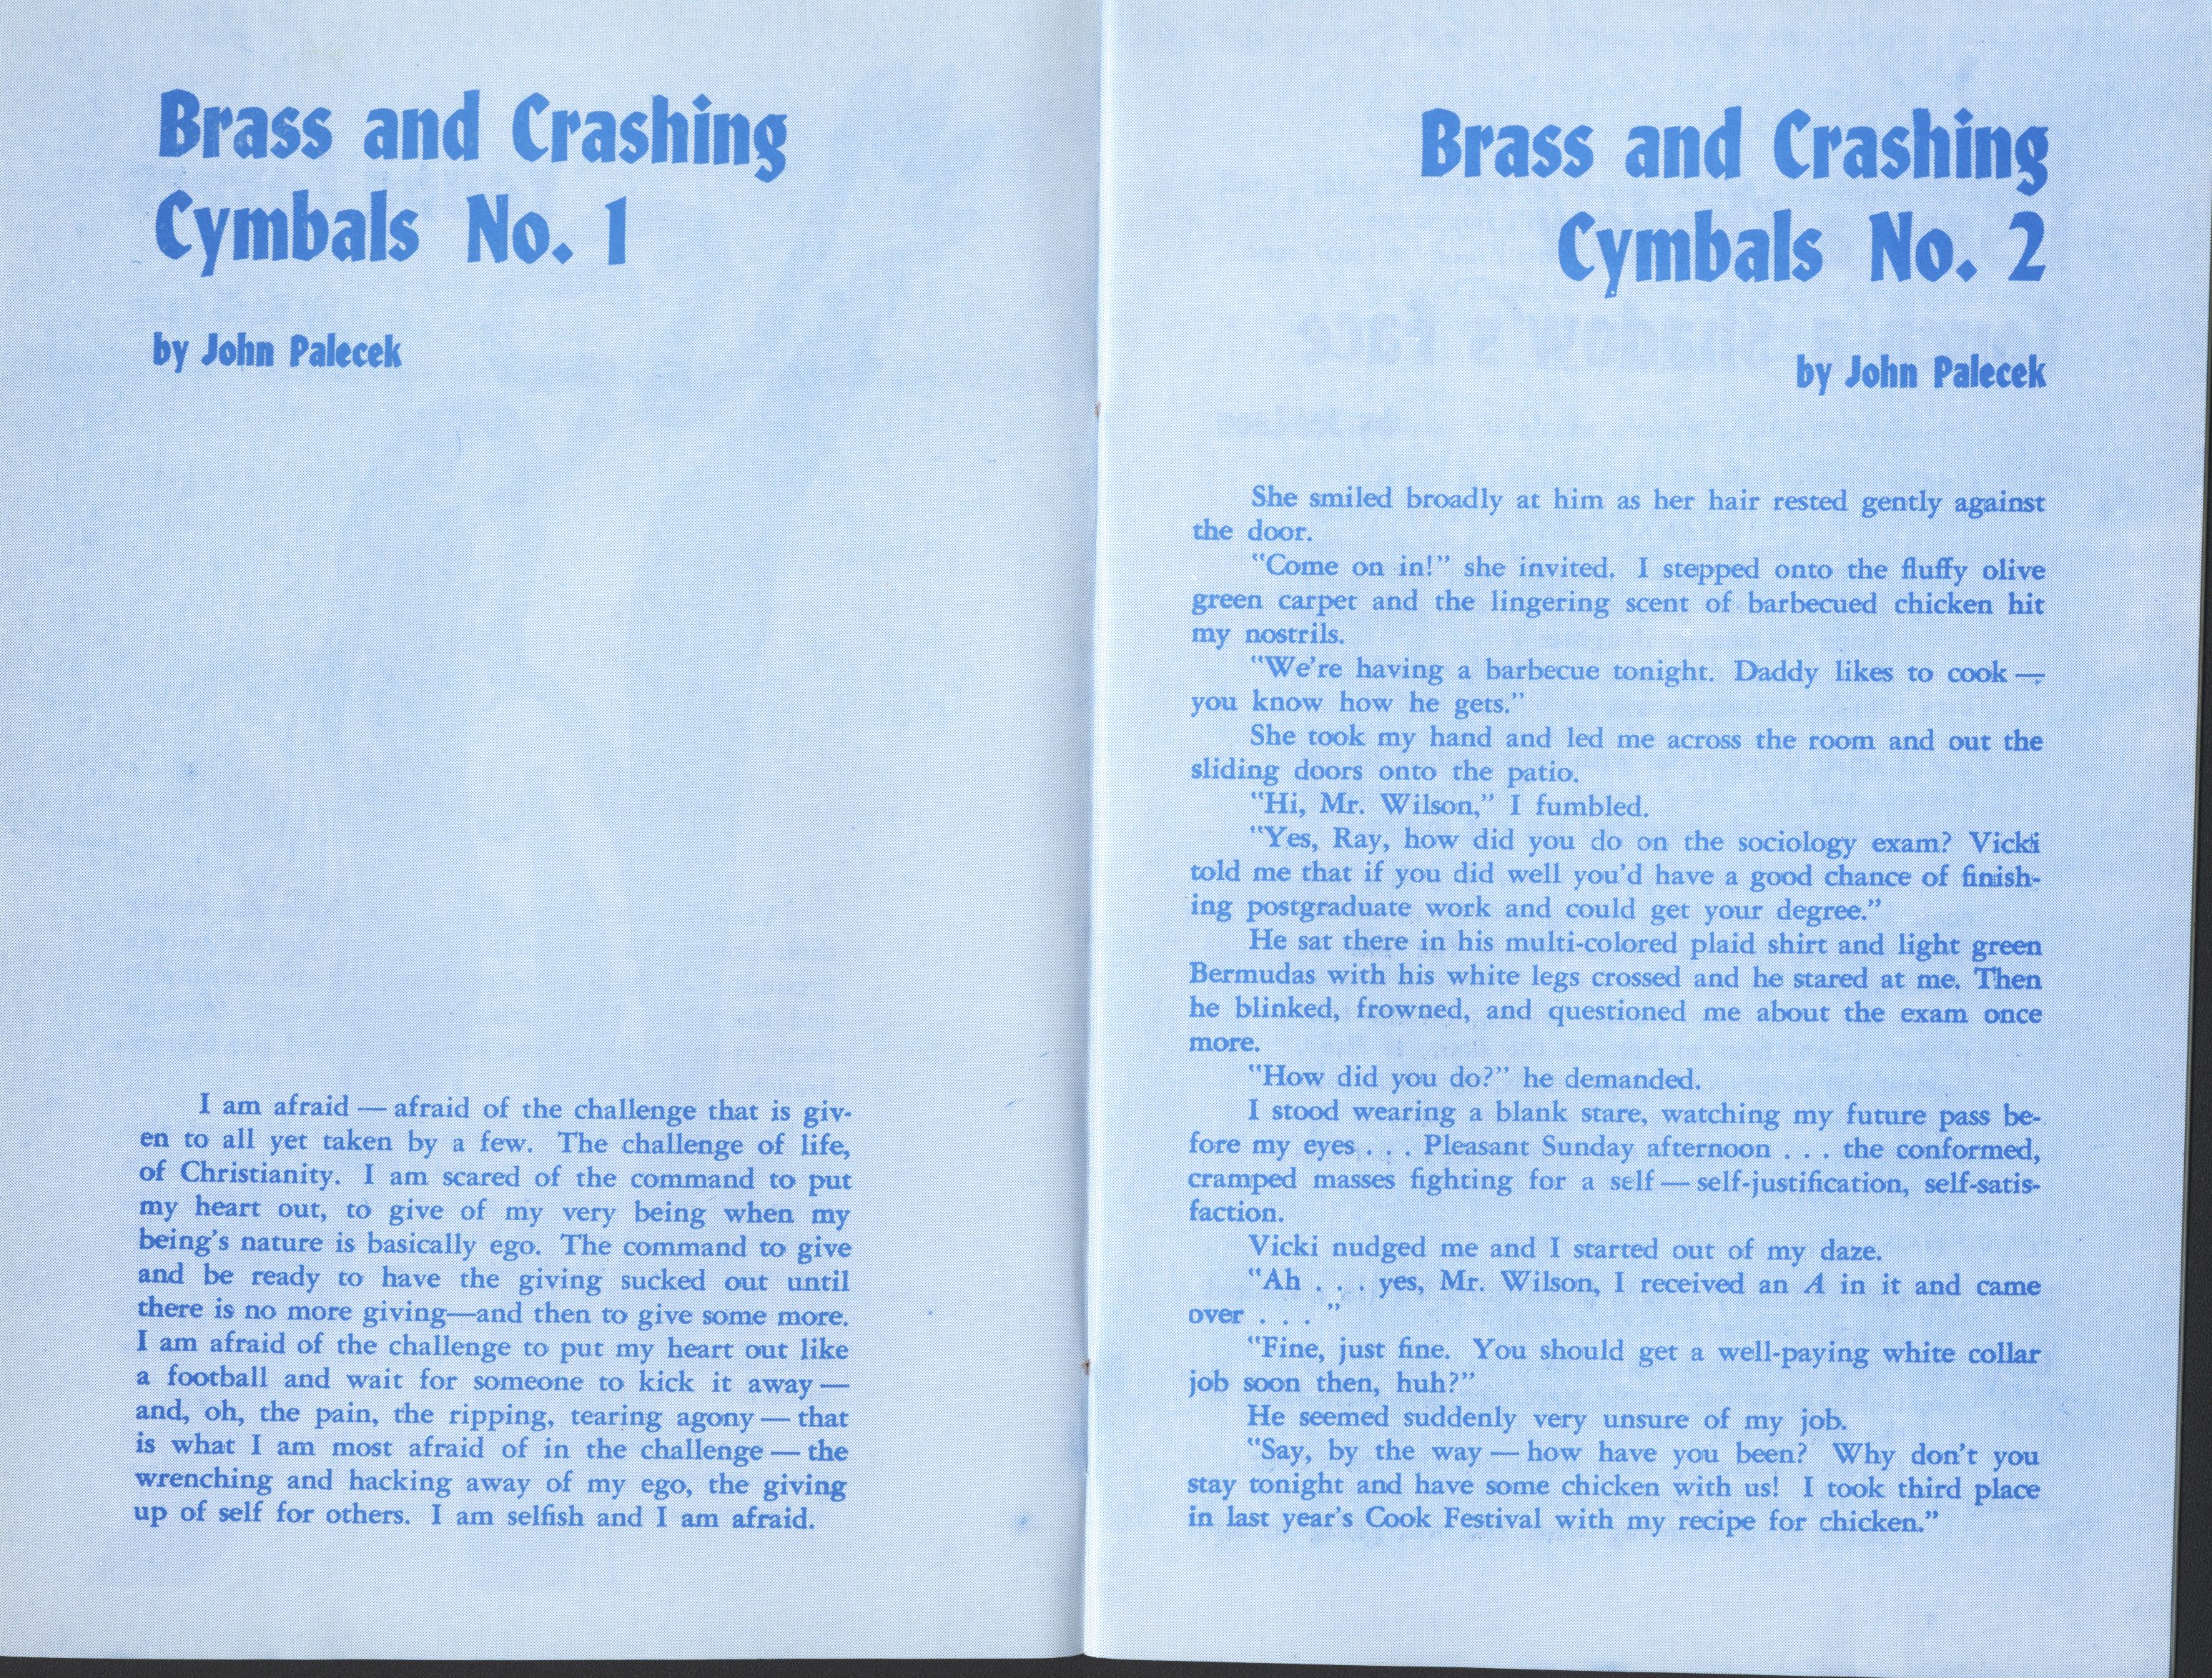 Brass and Crashing
Cymbals No. 1
by John Palecek
I am afraid — afraid of the challenge that is giv-
en to all yet taken by a few. The challenge of life,
of Christianity. I am scared of the command to put
my heart out, to give of my very being when my
being's nature is basically ego. The command to give
and be ready to have the giving sucked out until
there is no more giving—and then to give some more.
I am afraid of the challenge to put my heart out like
a football and wait for someone to kick it away —
and, oh, the pain, the ripping, tearing agony — that
is what I am most afraid of in the challenge — the
wrenching and hacking away of my ego, the giving
up of self for others. I am selfish and I am afraid.
Brass and Crashing
Cymbals No. 2
by John Palecek
She smiled broadly at him as her hair rested gently against
the door.
"Come on in!" she invited. I stepped onto the fluffy olive
green carpet and the lingering scent of barbecued chicken hit
my nostrils.
"We're having a barbecue tonight. Daddy likes to cook —
you know how he gets."
She took my hand and led me across the room and out the
sliding doors onto the patio.
"Hi, Mr. Wilson," I fumbled.
"Yes, Ray, how did you do on the sociology exam? Vicki
told me that if you did well you'd have a good chance of finish-
ing postgraduate work and could get your degree."
He sat there in his multi-colored plaid shirt and light green
Bermudas with his white legs crossed and he stared at me. Then
he blinked, frowned, and questioned me about the exam once
more.
"How did you do?" he demanded.
I stood wearing a blank stare, watching my future pass be-
fore my eyes . . . Pleasant Sunday afternoon . . . the conformed,
cramped masses fighting for a self — self-justification, self-satis-
faction.
Vicki nudged me and I started out of my daze.
"Ah . . . yes, Mr. Wilson, I received an A in it and came
over . . . "
"Fine, just fine. You should get a well-paying white collar
job soon then, huh?"
He seemed suddenly very unsure of my job.
"Say, by the way — how have you been? Why don't you
stay tonight and have some chicken with us! I took third place
in last year's Cook Festival with my recipe for chicken."